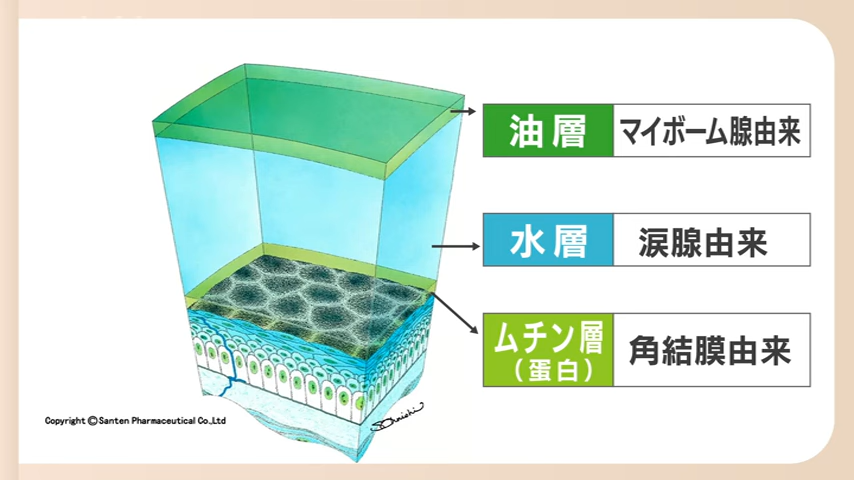 油層 マイボーム腺由来
水層 涙腺由来
ムチン層
(蛋白)
角結膜由来
Copyright ©Santen Pharmaceutical Co.,Ltd